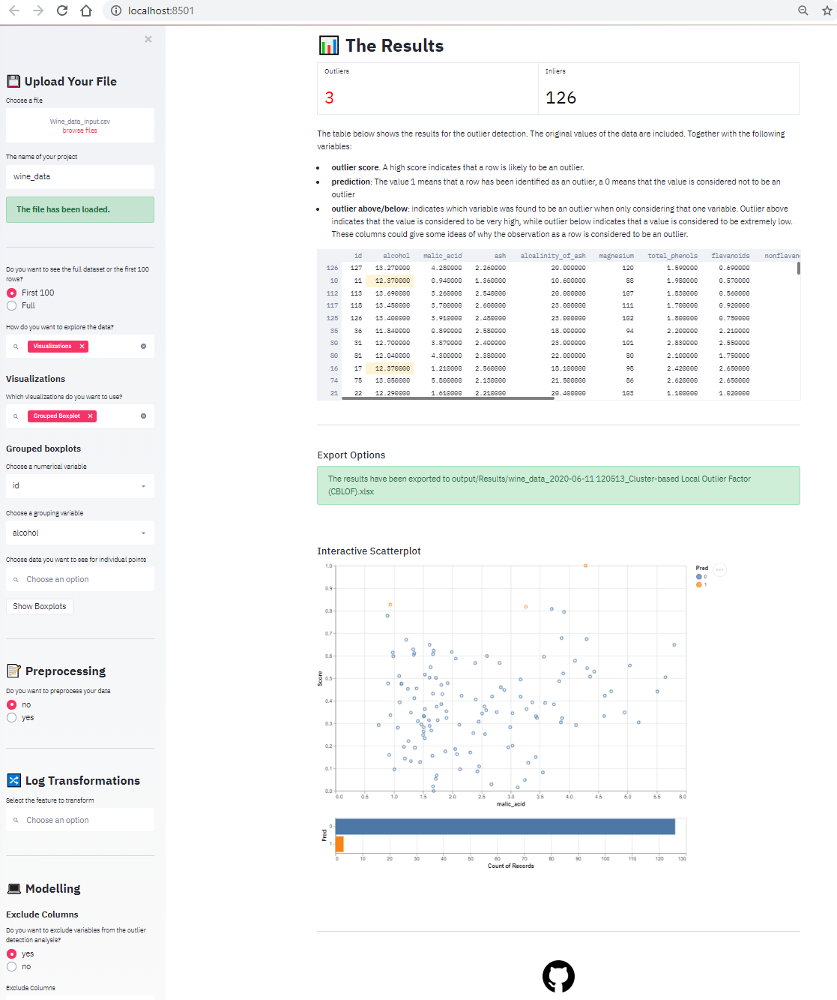 localhost:8501
Upload Your File
Choose a file
Wine_data_input.csv
browse files
The name of your project
wine_data
The file has been loaded.
Do you want to see the full dataset or the first 100
rows?
First 100
Full
How do you want to explore the data?
Visualizations
Visualizations
Which visualizations do you want to use?
Grouped Boxplot
Grouped boxplots
Choose a numerical variable
id
Choose a grouping variable
alcohol
Choose data you want to see for individual points
Choose an option
Show Boxplots
Preprocessing
Do you want to preprocess your data
no
yes
Log Transformations
Select the feature to transform
Choose an option
Modelling
Exclude Columns
Do you want to exclude variables from the outlier
detection analysis?
yes
no
Exclude Columns
The Results
Outliers Inliers
3 126
The table below shows the results for the outlier detection. The original values of the data are included. Together with the following
variables:
• outlier score. A high score indicates that a row is likely to be an outlier.
• prediction: The value 1 means that a row has been identified as an outlier, a 0 means that the value is considered not to be an
outlier
• outlier above/below: indicates which variable was found to be an outlier when only considering that one variable. Outlier above
indicates that the value is considered to be very high, while outlier below indicates that a value is considered to be extremely low.
These columns could give some ideas of why the observation as a row is considered to be an outlier.
id alcohol malic_acid ash alcalinity_of_ash magnesium total_phenols flavanoids nonflavan
126 127 13.270000 4.280000 2.260000 20.000000 120 1.590000 0.690000
10 11 12.370000 0.940000 1.360000 10.600000 88 1.980000 0.570000
112 113 13.690000 3.260000 2.540000 20.000000 107 1.830000 0.560000
117 118 13.450000 3.700000 2.600000 23.000000 111 1.700000 0.920000
125 126 13.400000 3.910000 2.480000 23.000000 102 1.800000 0.750000
35 36 11.840000 0.890000 2.580000 18.000000 94 2.200000 2.210000
30 31 12.700000 3.870000 2.400000 23.000000 101 2.830000 2.550000
80 81 12.040000 4.300000 2.380000 22.000000 80 2.100000 1.750000
16 17 12.370000 1.210000 2.560000 18.100000 98 2.420000 2.650000
74 75 13.050000 5.800000 2.130000 21.500000 86 2.620000 2.650000
21 22 12.290000 1.610000 2.210000 20.400000 103 1.100000 1.020000
Export Options
The results have been exported to output/Results/wine_data_2020-06-11 120513_Cluster-based Local Outlier Factor
(CBLOF).xlsx
Interactive Scatterplot
Pred
0
1
Score
1.0
0.9
0.8
0.7
0.6
0.5
0.4
0.3
0.2
0.1
0.0
0.0 0.5 1.0 1.5 2.0 2.5 3.0 3.5 4.0 4.5 5.0 5.5 6.0
malic_acid
Pred
0
1
0 10 20 30 40 50 60 70 80 90 100 110 120 130
Count of Records